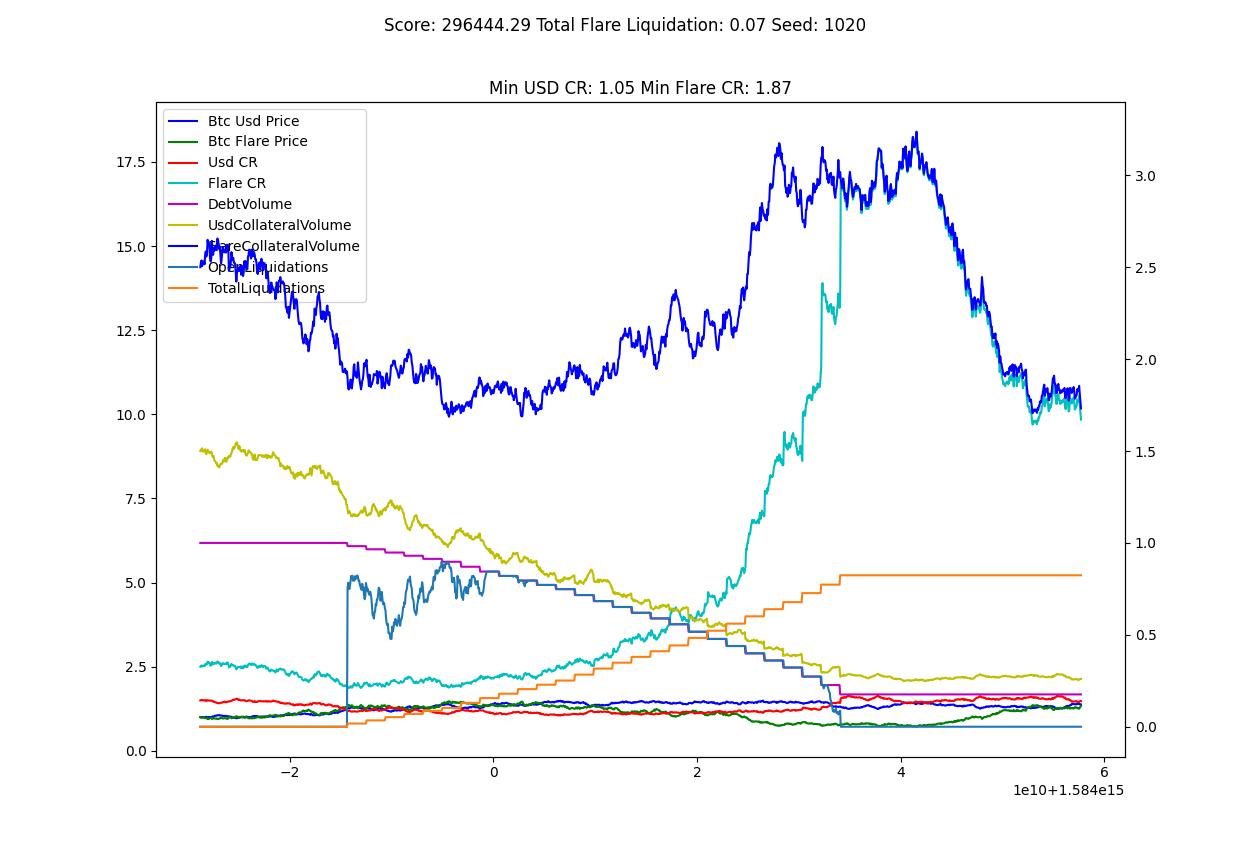 Score: 296444.29 Total Flare Liquidation: 0.07 Seed: 1020
Min USD CR: 1.05 Min Flare CR: 1.87
Btc Usd Price
Btc Flare Price
Usd CR
Flare CR
DebtVolume
UsdCollateralVolume
FlareCollateralVolume
OpenLiquidations
TotalLiquidations
17.5
15.0
12.5
10.0
7.5
5.0
2.5
0.0
3.0
2.5
2.0
1.5
1.0
0.5
0.0
−2
0
2
4
6
1e10+1.584e15